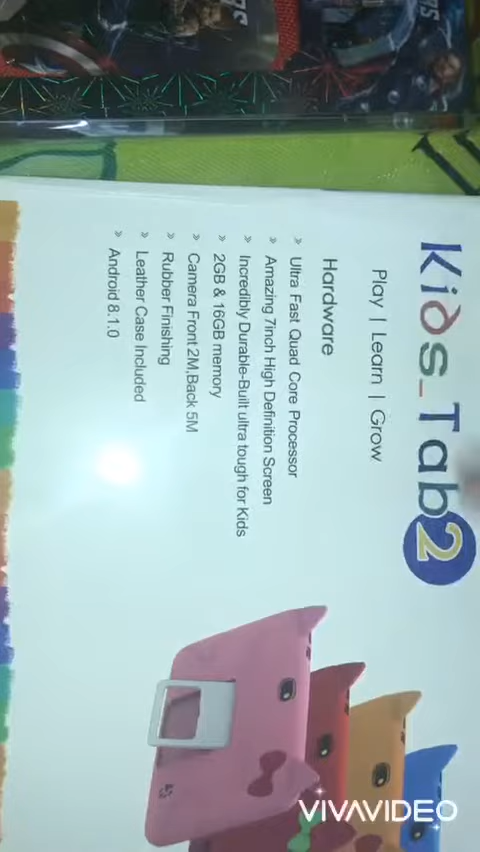 Kids_Tab2
Play | Learn | Grow
Hardware
» Ultra Fast Quad Core Processor
» Amazing 7inch High Definition Screen
» Incredibly Durable-Built ultra tough for Kids
» 2GB & 16GB memory
» Camera Front 2M,Back 5M
» Rubber Finishing
» Leather Case Included
» Android 8.1.0
VIVAVIDEO